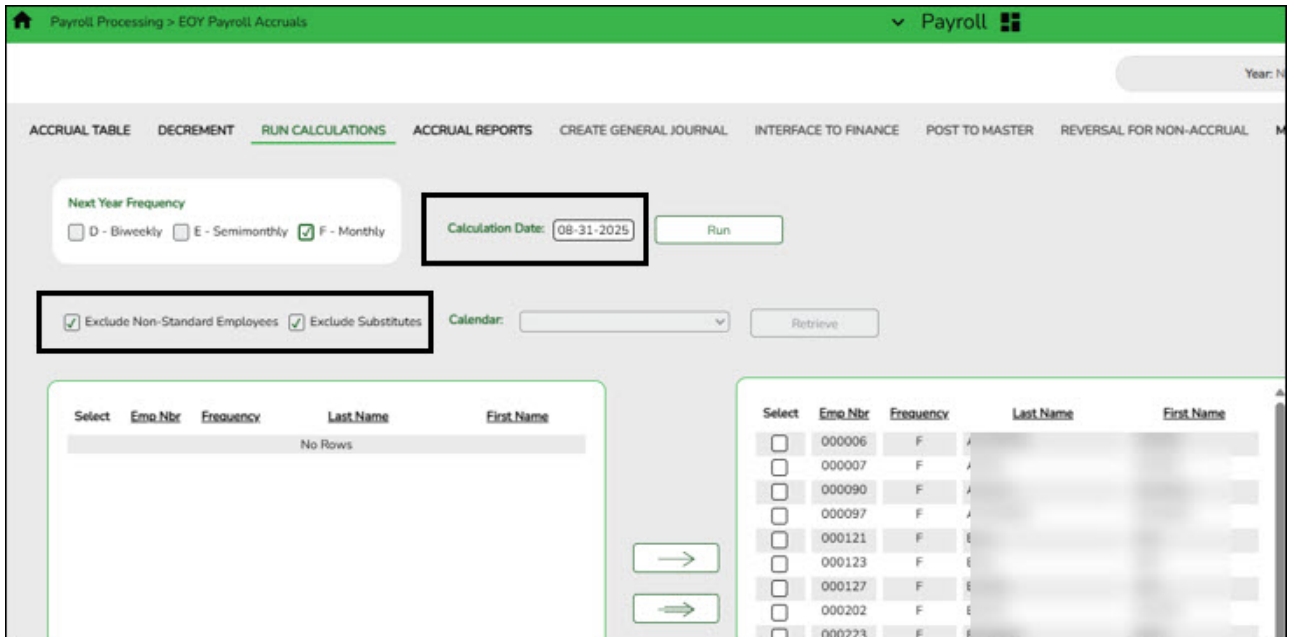 Payroll Processing > EOY Payroll Accruals
Payroll
Year: N
ACCRUAL TABLE DECREMENT RUN CALCULATIONS ACCRUAL REPORTS CREATE GENERAL JOURNAL INTERFACE TO FINANCE POST TO MASTER REVERSAL FOR NON-ACCRUAL M
Next Year Frequency
D - Biweekly E - Semimonthly F - Monthly
Calculation Date: 08-31-2025 Run
Exclude Non-Standard Employees Exclude Substitutes Calendar: Retrieve
Select Emp Nbr Frequency Last Name First Name
No Rows
Select Emp Nbr Frequency Last Name First Name
000006 F
000007 F
000090 F
000097 F
000121 F
000123 F
000127 F
000202 F
000223 F